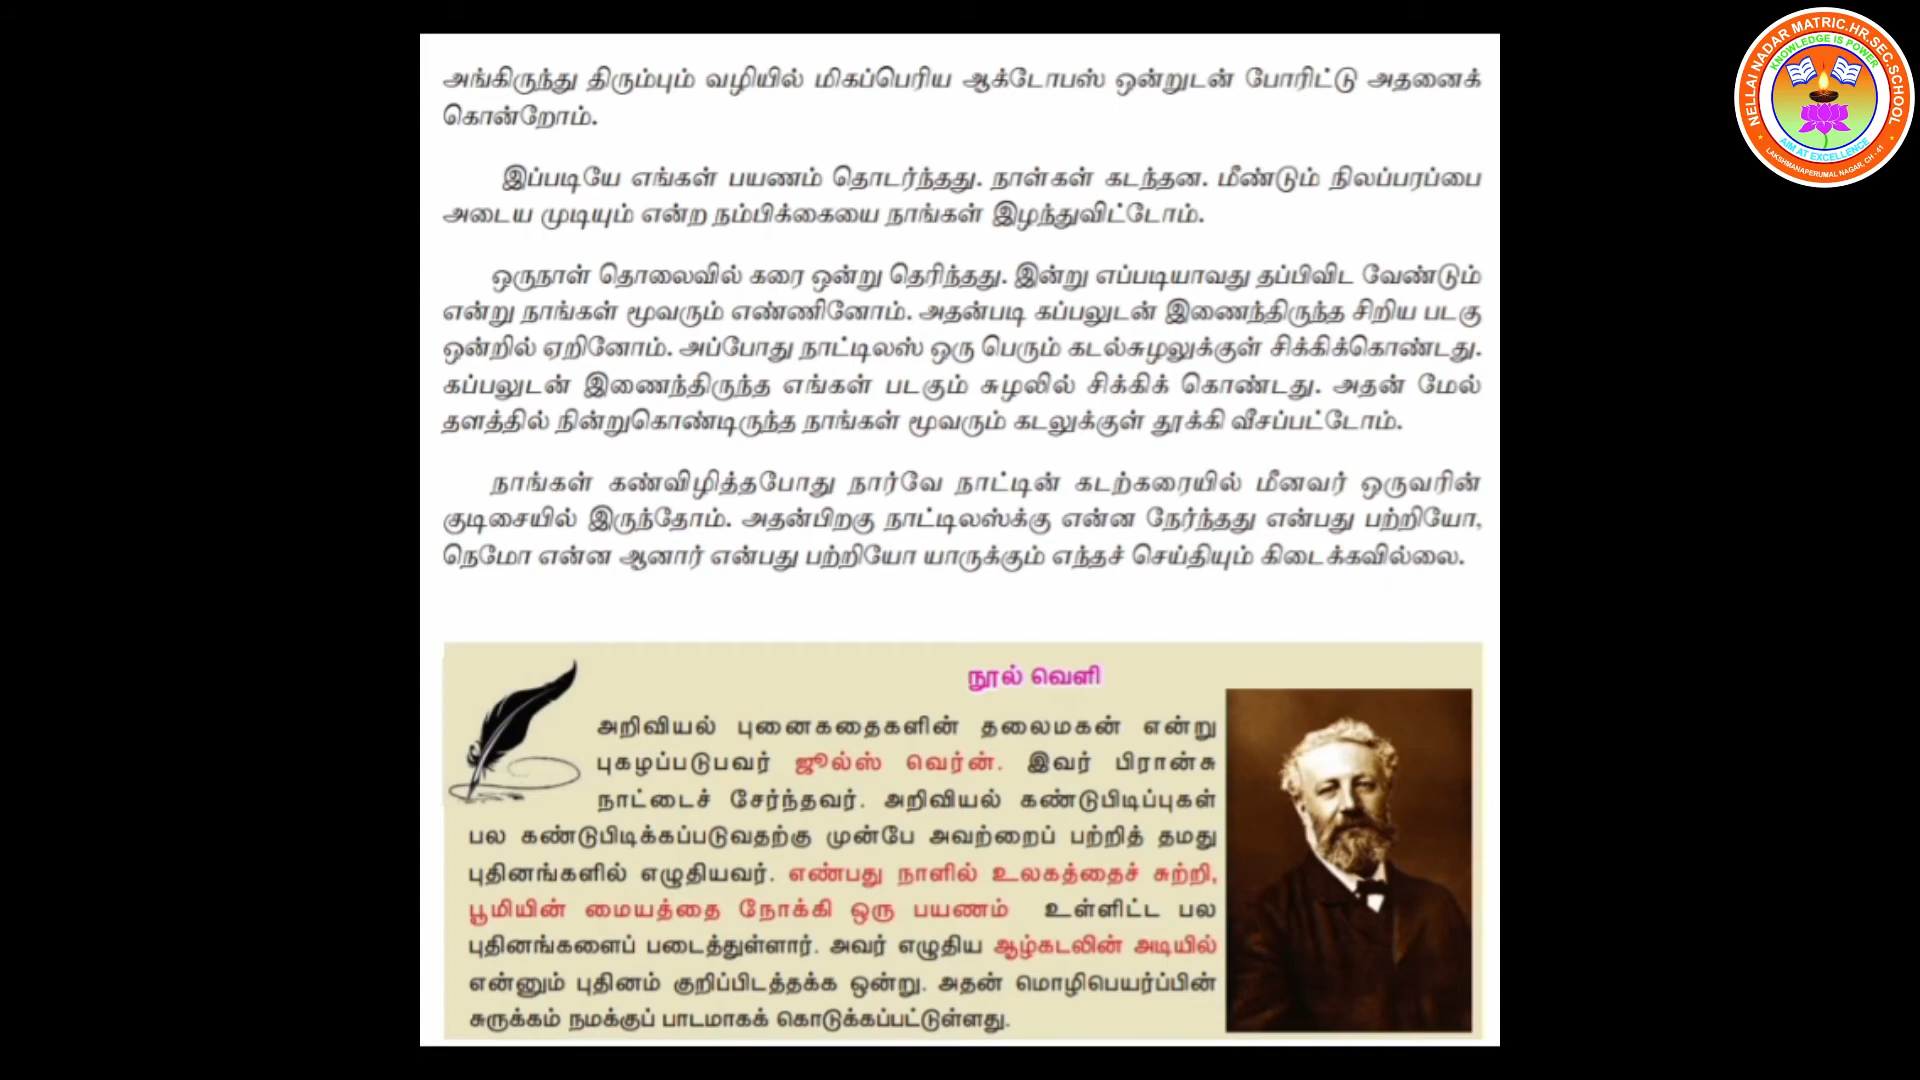 அங்கிருந்து திரும்பும் வழியில் மிகப்பெரிய ஆக்டோபஸ் ஒன்றுடன் போரிட்டு அதனைக்
கொன்றோம்.
இப்படியே எங்கள் பயணம் தொடர்ந்தது. நாள்கள் கடந்தன. மீண்டும் நிலப்பரப்பை
அடைய முடியும் என்ற நம்பிக்கையை நாங்கள் இழந்துவிட்டோம்.
ஒருநாள் தொலைவில் கரை ஒன்று தெரிந்தது. இன்று எப்படியாவது தப்பிவிட வேண்டும்
என்று நாங்கள் மூவரும் எண்ணினோம். அதன்படி கப்பலுடன் இணைந்திருந்த சிறிய படகு
ஒன்றில் ஏறினோம். அப்போது நாட்டிலஸ் ஒரு பெரும் கடல்சுழலுக்குள் சிக்கிக்கொண்டது.
கப்பலுடன் இணைந்திருந்த எங்கள் படகும் சுழலில் சிக்கிக் கொண்டது. அதன் மேல்
தளத்தில் நின்றுகொண்டிருந்த நாங்கள் மூவரும் கடலுக்குள் தூக்கி வீசப்பட்டோம்.
நாங்கள் கண்விழித்தபோது நார்வே நாட்டின் கடற்கரையில் மீனவர் ஒருவரின்
குடிசையில் இருந்தோம். அதன்பிறகு நாட்டிலஸ்க்கு என்ன நேர்ந்தது என்பது பற்றியோ,
நெமோ என்ன ஆனார் என்பது பற்றியோ யாருக்கும் எந்தச் செய்தியும் கிடைக்கவில்லை.
நூல் வெளி
அறிவியல் புனைகதைகளின் தலைமகன் என்று
புகழப்படுபவர் ஜூல்ஸ் வெர்ன். இவர் பிரான்சு
நாட்டைச் சேர்ந்தவர். அறிவியல் கண்டுபிடிப்புகள்
பல கண்டுபிடிக்கப்படுவதற்கு முன்பே அவற்றைப் பற்றித் தமது
புதினங்களில் எழுதியவர். எண்பது நாளில் உலகத்தைச் சுற்றி,
பூமியின் மையத்தை நோக்கி ஒரு பயணம் உள்ளிட்ட பல
புதினங்களைப் படைத்துள்ளார். அவர் எழுதிய ஆழ்கடலின் அடியில்
என்னும் புதினம் குறிப்பிடத்தக்க ஒன்று. அதன் மொழிபெயர்ப்பின்
சுருக்கம் நமக்குப் பாடமாகக் கொடுக்கப்பட்டுள்ளது.
NELLAI NADAR MATRIC.HR.SEC.SCHOOL
KNOWLEDGE IS POWER
AIM AT EXCELLENCE
LAKSHMANAPERUMAL NAGAR, CH - 41